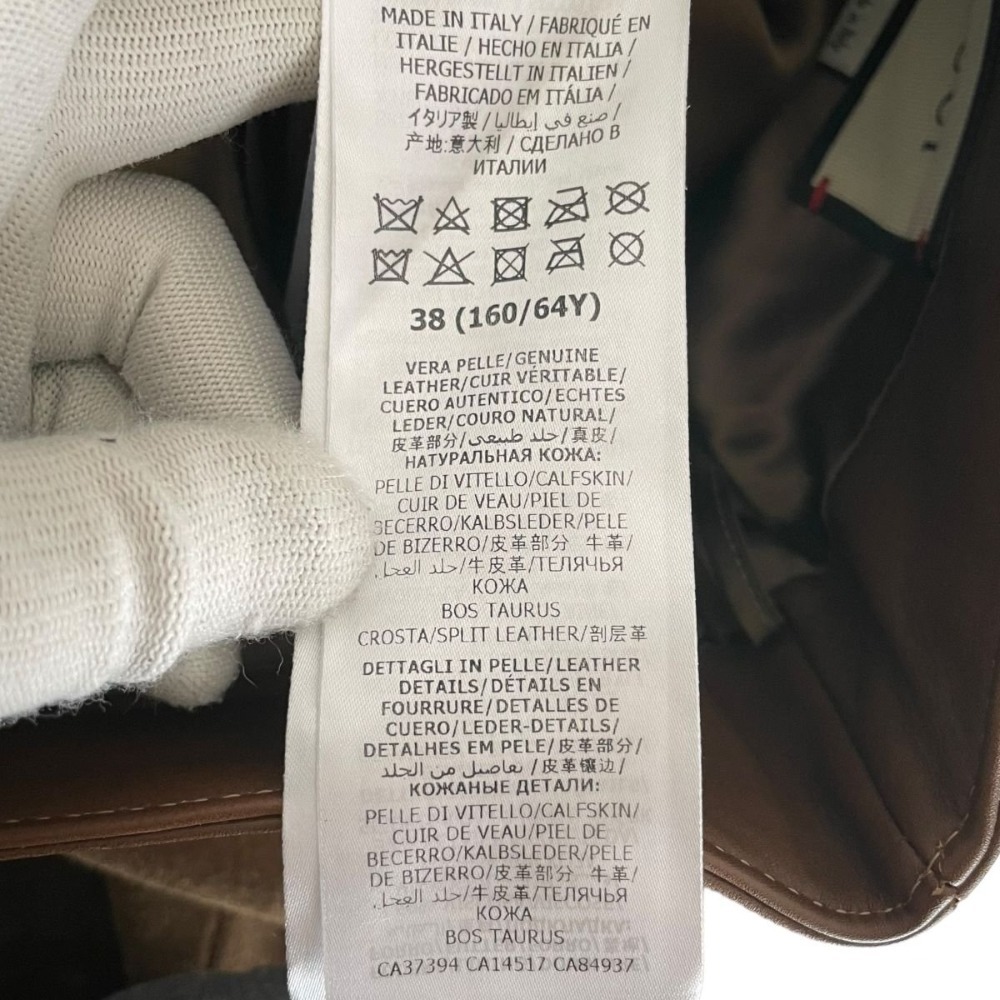 MADE IN ITALY / FABRIQUÉ EN
ITALIE / HECHO EN ITALIA /
HERGESTELLT IN ITALIEN /
FABRICADO EM ITÁLIA /
イタリア製 / صنع في إيطاليا /
产地:意大利 / СДЕЛАНО В
ИТАЛИИ
38 (160/64Y)
VERA PELLE/GENUINE
LEATHER/CUIR VÉRITABLE/
CUERO AUTENTICO/ECHTES
LEDER/COURO NATURAL/
皮革部分/جلد طبيعي/真皮/
НАТУРАЛЬНАЯ КОЖА:
PELLE DI VITELLO/CALFSKIN/
CUIR DE VEAU/PIEL DE
BECERRO/KALBSLEDER/PELE
DE BIZERRO/皮革部分 牛革/
جلد العجل/牛皮革/ТЕЛЯЧЬЯ
КОЖА
BOS TAURUS
CROSTA/SPLIT LEATHER/剖层革
DETTAGLI IN PELLE/LEATHER
DETAILS/DÉTAILS EN
FOURRURE/DETALLES DE
CUERO/LEDER-DETAILS/
DETALHES EM PELE/皮革部分/
تفاصيل من الجلد/皮革镶边/
КОЖАНЫЕ ДЕТАЛИ:
PELLE DI VITELLO/CALFSKIN/
CUIR DE VEAU/PIEL DE
BECERRO/KALBSLEDER/PELE
DE BIZERRO/皮革部分 牛革/
جلد العجل/牛皮革/ТЕЛЯЧЬЯ
КОЖА
BOS TAURUS
CA37394 CA14517 CA84937